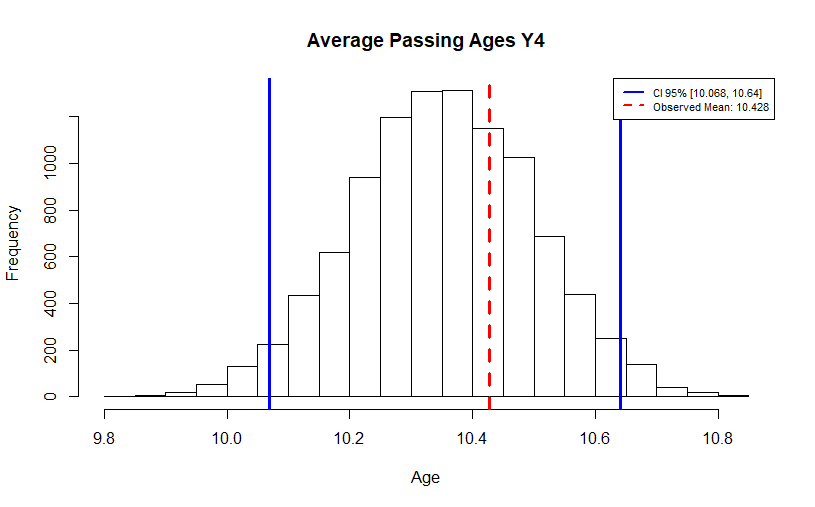 Average Passing Ages Y4
CI 95% [10.068, 10.64]
Observed Mean: 10.428
Frequency
1000
800
600
400
200
0
9.8 10.0 10.2 10.4 10.6 10.8
Age